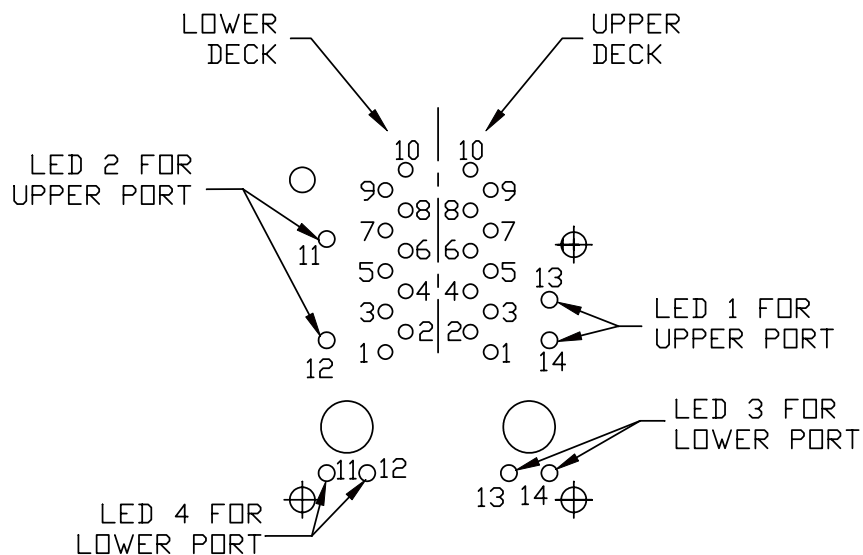 LOWER
DECK
UPPER
DECK
10 10
LED 2 FOR
UPPER PORT
9 9
8 8
7 7
11
6 6
5 5
4 4
13
3 3
LED 1 FOR
UPPER PORT
2 2
12
1 1
14
LED 3 FOR
LOWER PORT
11 12
13 14
LED 4 FOR
LOWER PORT